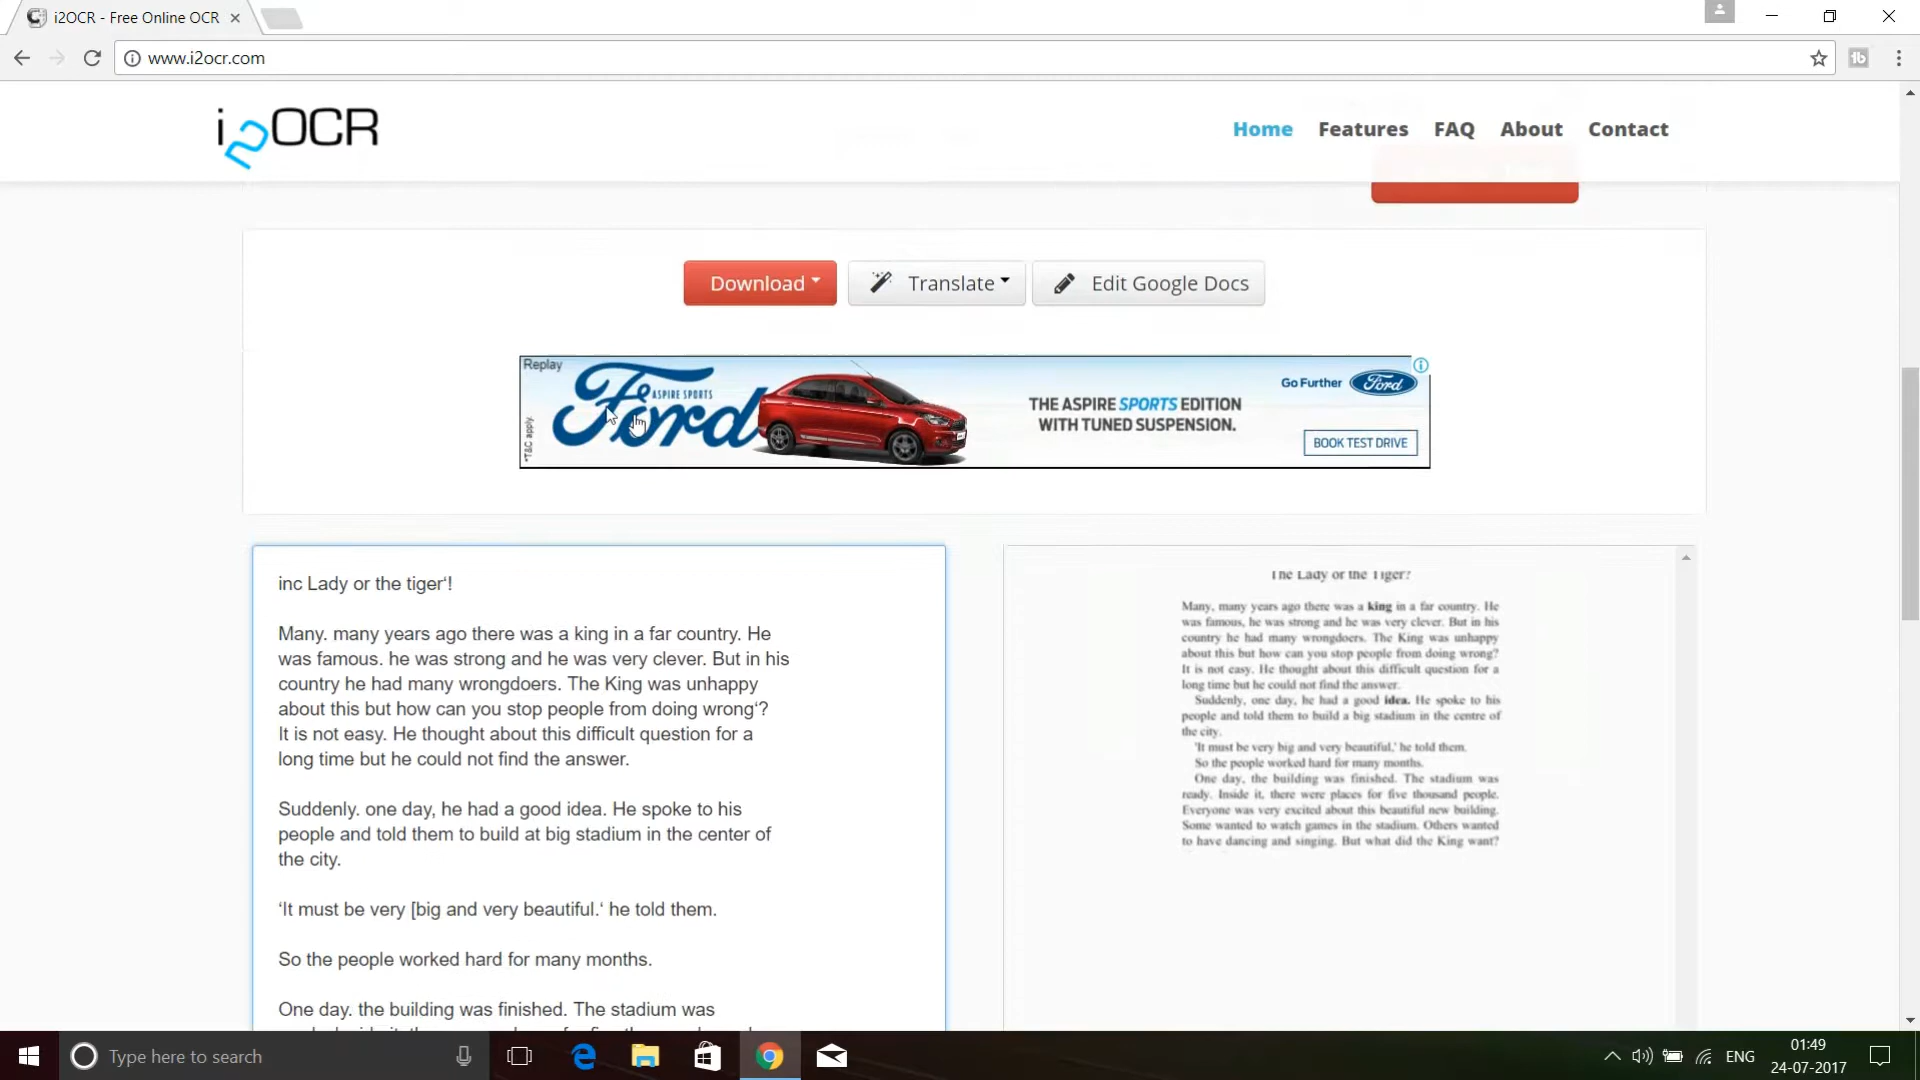 i2OCR - Free Online OCR
www.i2ocr.com
i2OCR
Home Features FAQ About Contact
Download Translate Edit Google Docs
Replay
*T&C apply.
Ford
ASPIRE SPORTS
THE ASPIRE SPORTS EDITION
WITH TUNED SUSPENSION.
Go Further Ford
BOOK TEST DRIVE
inc Lady or the tiger‘!
Many. many years ago there was a king in a far country. He
was famous. he was strong and he was very clever. But in his
country he had many wrongdoers. The King was unhappy
about this but how can you stop people from doing wrong‘?
It is not easy. He thought about this difficult question for a
long time but he could not find the answer.
Suddenly. one day, he had a good idea. He spoke to his
people and told them to build at big stadium in the center of
the city.
‘It must be very [big and very beautiful.‘ he told them.
So the people worked hard for many months.
One day. the building was finished. The stadium was
The Lady or the Tiger?
Many, many years ago there was a king in a far country. He
was famous, he was strong and he was very clever. But in his
country he had many wrongdoers. The King was unhappy
about this but how can you stop people from doing wrong?
It is not easy. He thought about this difficult question for a
long time but he could not find the answer.
Suddenly, one day, he had a good idea. He spoke to his
people and told them to build a big stadium in the centre of
the city.
'It must be very big and very beautiful,' he told them.
So the people worked hard for many months.
One day, the building was finished. The stadium was
ready. Inside it, there were places for five thousand people.
Everyone was very excited about this beautiful new building.
Some wanted to watch games in the stadium. Others wanted
to have dancing and singing. But what did the King want?
Type here to search
ENG
01:49
24-07-2017